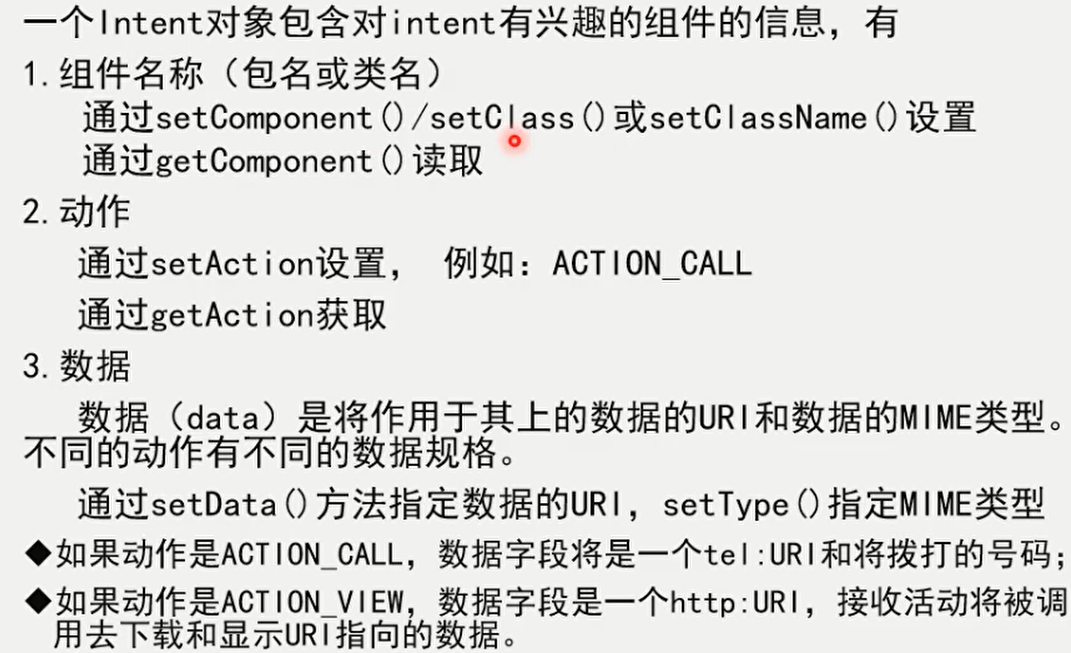 一个Intent对象包含对intent有兴趣的组件的信息，有
1.组件名称（包名或类名）
通过setComponent()/setClass()或setClassName()设置
通过getComponent()读取
2.动作
通过setAction设置， 例如：ACTION_CALL
通过getAction获取
3.数据
数据（data）是将作用于其上的数据的URI和数据的MIME类型。
不同的动作有不同的数据规格。
通过setData()方法指定数据的URI，setType()指定MIME类型
◆如果动作是ACTION_CALL，数据字段将是一个tel:URI和将拨打的号码；
◆如果动作是ACTION_VIEW，数据字段是一个http:URI，接收活动将被调
用去下载和显示URI指向的数据。